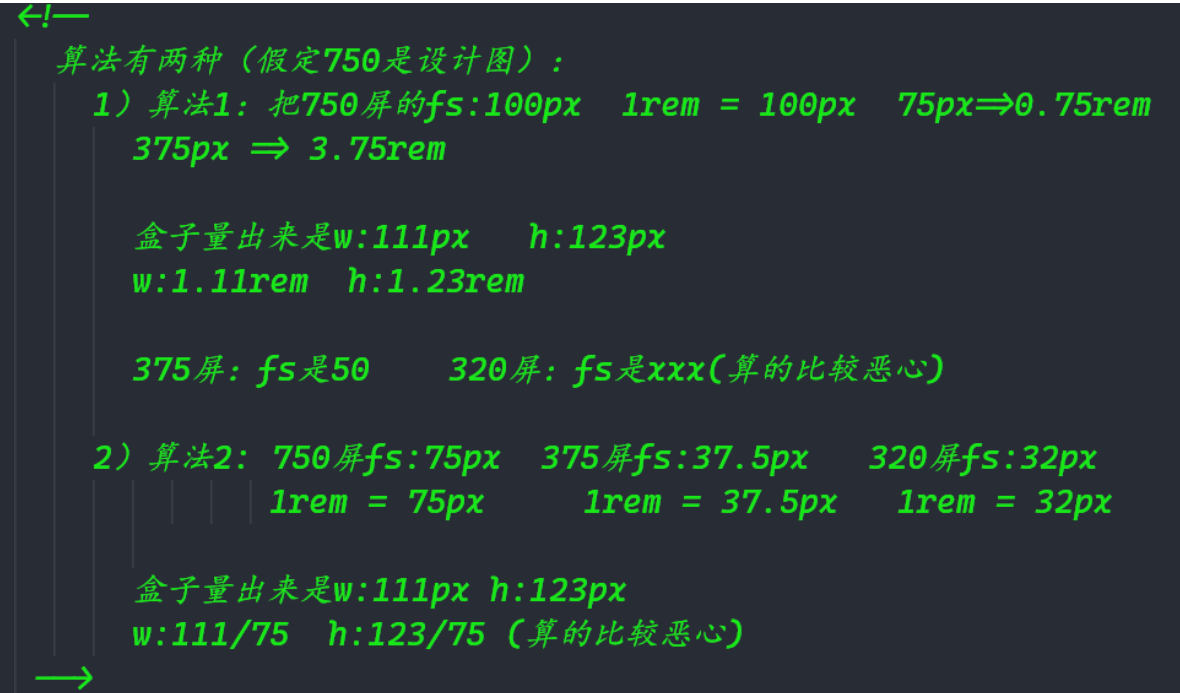 <!--
算法有两种（假定750是设计图）：
1）算法1：把750屏的fs:100px 1rem = 100px 75px=>0.75rem
375px => 3.75rem
盒子量出来是w:111px h:123px
w:1.11rem h:1.23rem
375屏：fs是50 320屏：fs是xxx(算的比较恶心)
2）算法2: 750屏fs:75px 375屏fs:37.5px 320屏fs:32px
1rem = 75px 1rem = 37.5px 1rem = 32px
盒子量出来是w:111px h:123px
w:111/75 h:123/75 (算的比较恶心)
-->